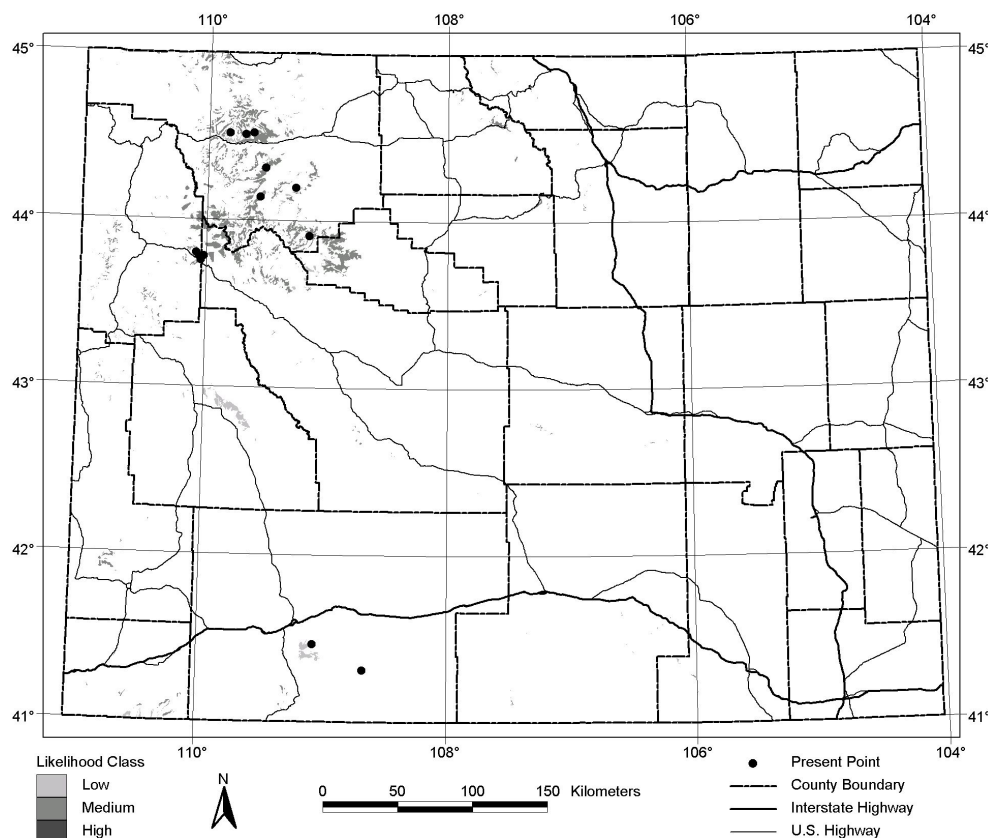 110° 108° 106° 104°
45° 45°
44° 44°
43° 43°
42° 42°
41° 41°
110° 108° 106° 104°
Likelihood Class
Low
Medium
High
N
0 50 100 150 Kilometers
Present Point
County Boundary
Interstate Highway
U.S. Highway